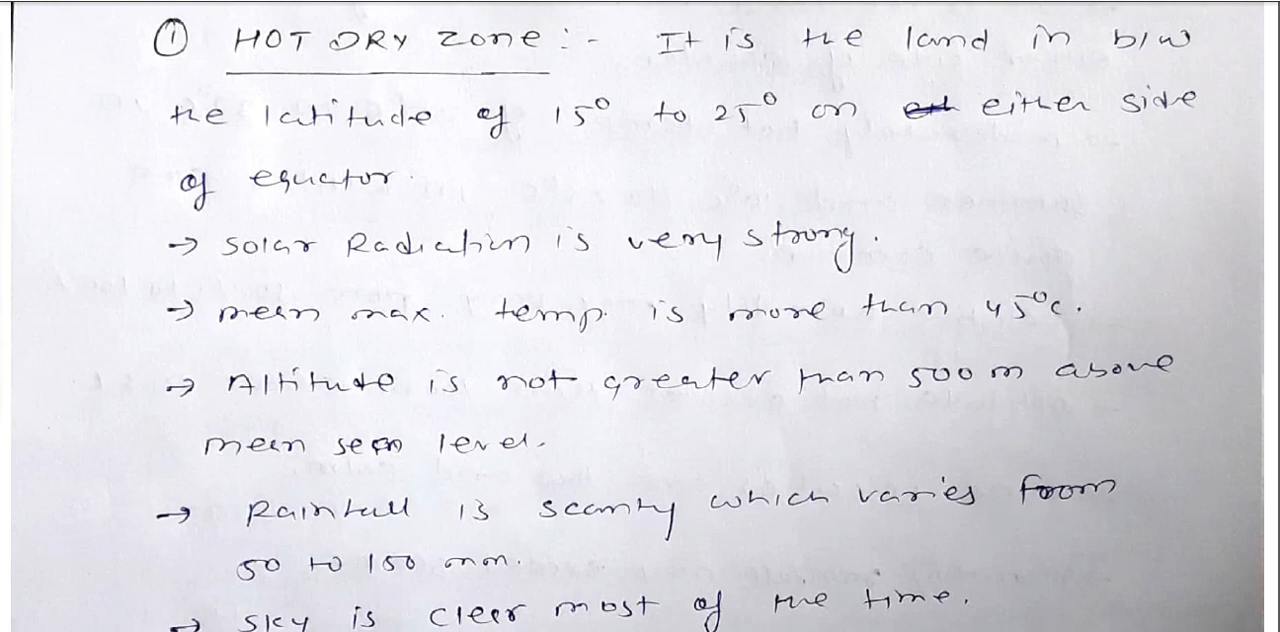 ① HOT DRY zone :- It is the land in b/w
the latitude of 15° to 25° on either side
of equator.
→ solar Radiation is very strong.
→ mean max. temp. is more than 45°c.
→ Altitude is not greater than 500 m above
mean sea level.
→ Rainfall is scanty which varies from
50 to 150 mm.
→ Sky is clear most of the time.